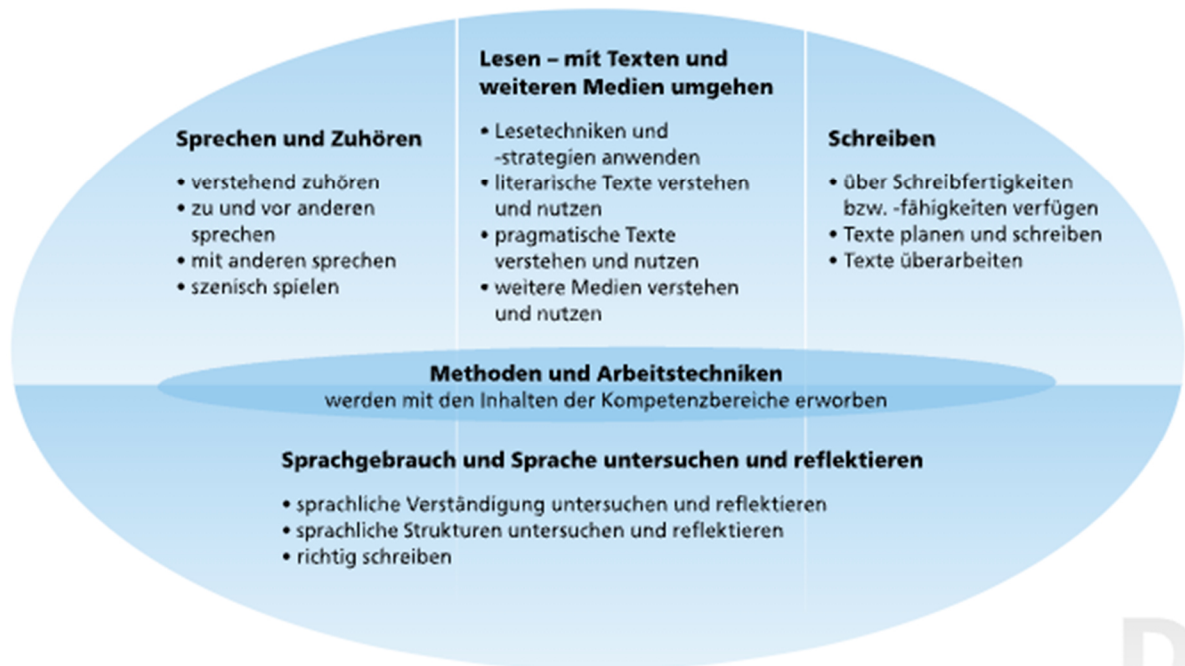 Sprechen und Zuhören
• verstehend zuhören
• zu und vor anderen
sprechen
• mit anderen sprechen
• szenisch spielen
Lesen – mit Texten und
weiteren Medien umgehen
• Lesetechniken und
-strategien anwenden
• literarische Texte verstehen
und nutzen
• pragmatische Texte
verstehen und nutzen
• weitere Medien verstehen
und nutzen
Schreiben
• über Schreibfertigkeiten
bzw. -fähigkeiten verfügen
• Texte planen und schreiben
• Texte überarbeiten
Methoden und Arbeitstechniken
werden mit den Inhalten der Kompetenzbereiche erworben
Sprachgebrauch und Sprache untersuchen und reflektieren
• sprachliche Verständigung untersuchen und reflektieren
• sprachliche Strukturen untersuchen und reflektieren
• richtig schreiben